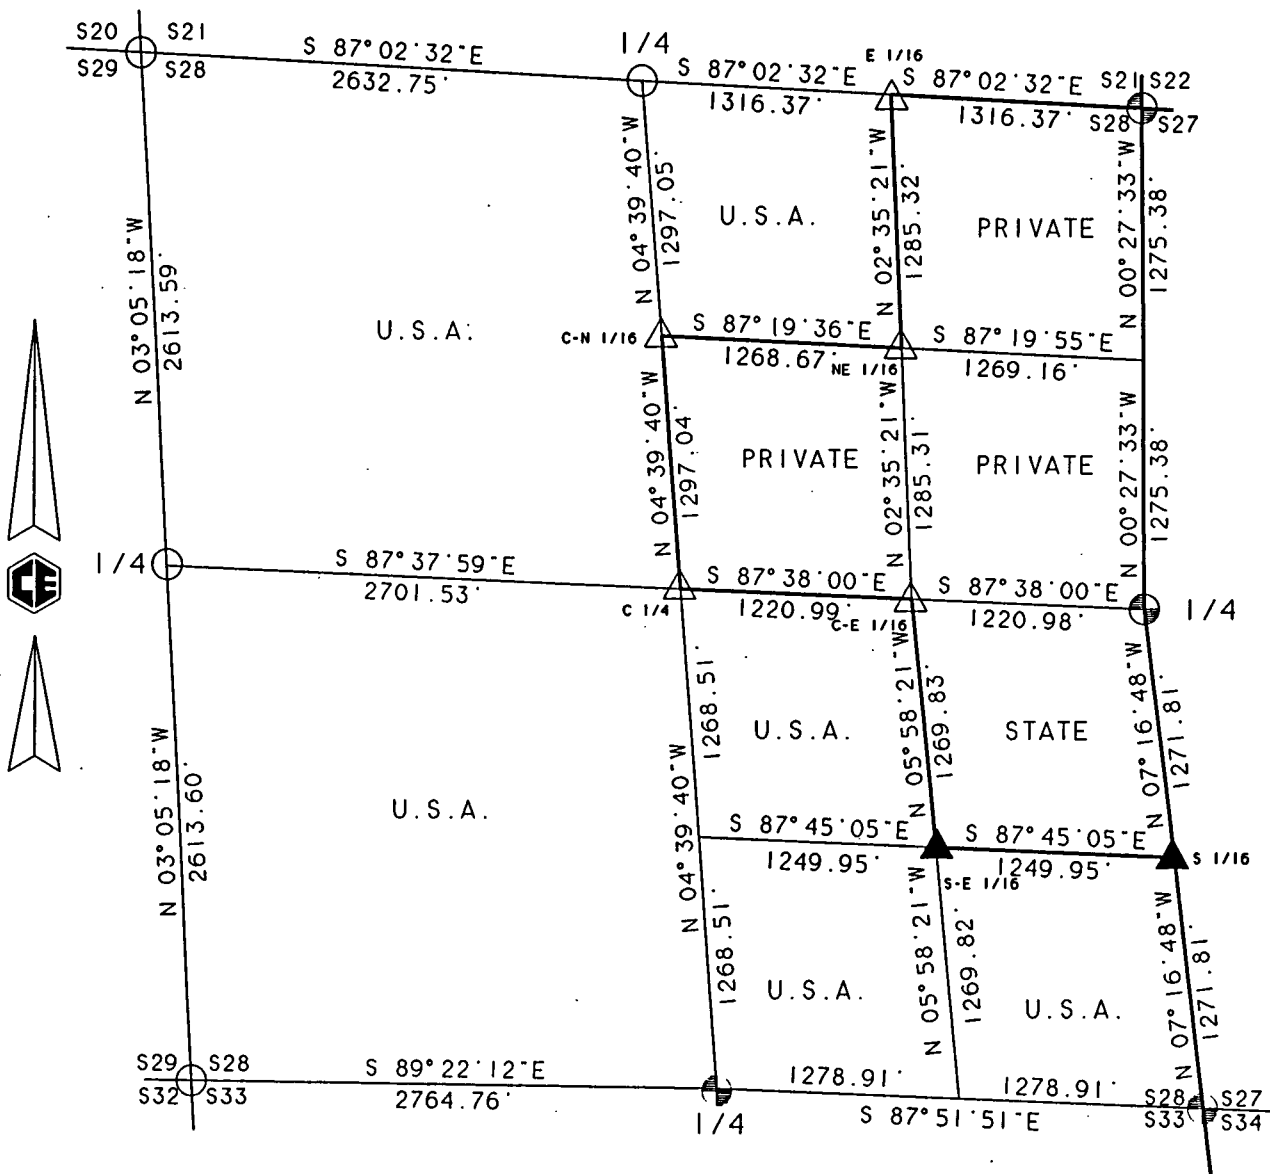 S20 S21
S29 S28
S 87°02'32"E
2632.75'
1/4
S 87°02'32"E
1316.37'
E 1/16
S 87°02'32"E
1316.37'
S21 S22
S28 S27
N 03°05'18"W
2613.59'
N 04°39'40"W
1297.05'
U.S.A.
N 02°35'21"W
1285.32'
PRIVATE
N 00°27'33"W
1275.38'
U.S.A.
C-N 1/16
S 87°19'36"E
1268.67'
NE 1/16
S 87°19'55"E
1269.16'
N 04°39'40"W
1297.04'
PRIVATE
N 02°35'21"W
1285.31'
PRIVATE
N 00°27'33"W
1275.38'
CE
1/4
S 87°37'59"E
2701.53'
C 1/4
S 87°38'00"E
1220.99'
C-E 1/16
S 87°38'00"E
1220.98'
1/4
N 03°05'18"W
2613.60'
U.S.A.
N 04°39'40"W
1268.51'
U.S.A.
N 05°58'21"W
1269.83'
STATE
N 07°16'48"W
1271.81'
S 87°45'05"E
1249.95'
S-E 1/16
S 87°45'05"E
1249.95'
S 1/16
1268.51'
U.S.A.
N 05°58'21"W
1269.82'
U.S.A.
N 07°16'48"W
1271.81'
S29 S28
S32 S33
S 89°22'12"E
2764.76'
1/4
1278.91'
1278.91'
S 87°51'51"E
S28 S27
S33 S34